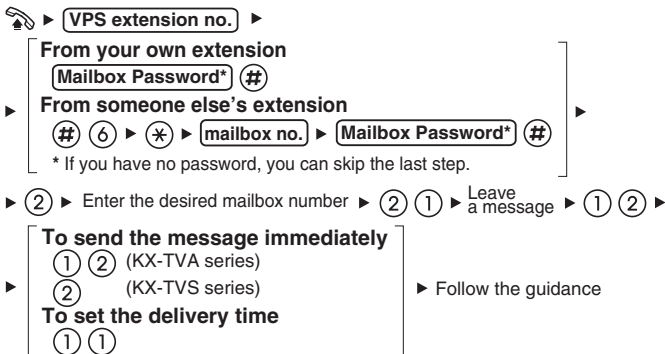 VPS extension no.
From your own extension
Mailbox Password* #
From someone else's extension
# 6 * mailbox no. Mailbox Password* #
* If you have no password, you can skip the last step.
2 Enter the desired mailbox number 2 1 Leave a message 1 2
To send the message immediately
1 2 (KX-TVA series)
2 (KX-TVS series)
Follow the guidance
To set the delivery time
1 1